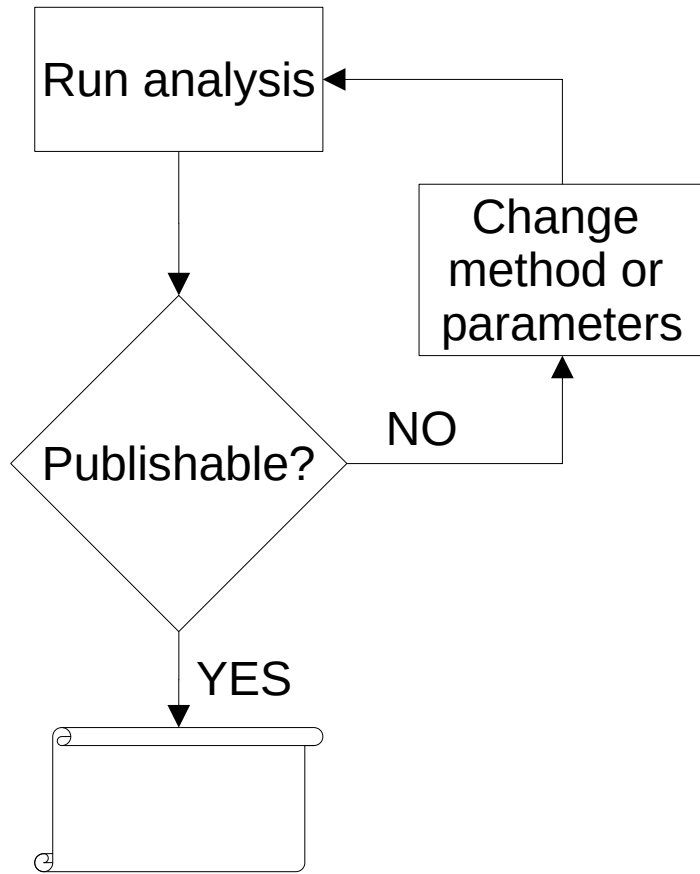 Run analysis
Change
method or
parameters
NO
Publishable?
YES